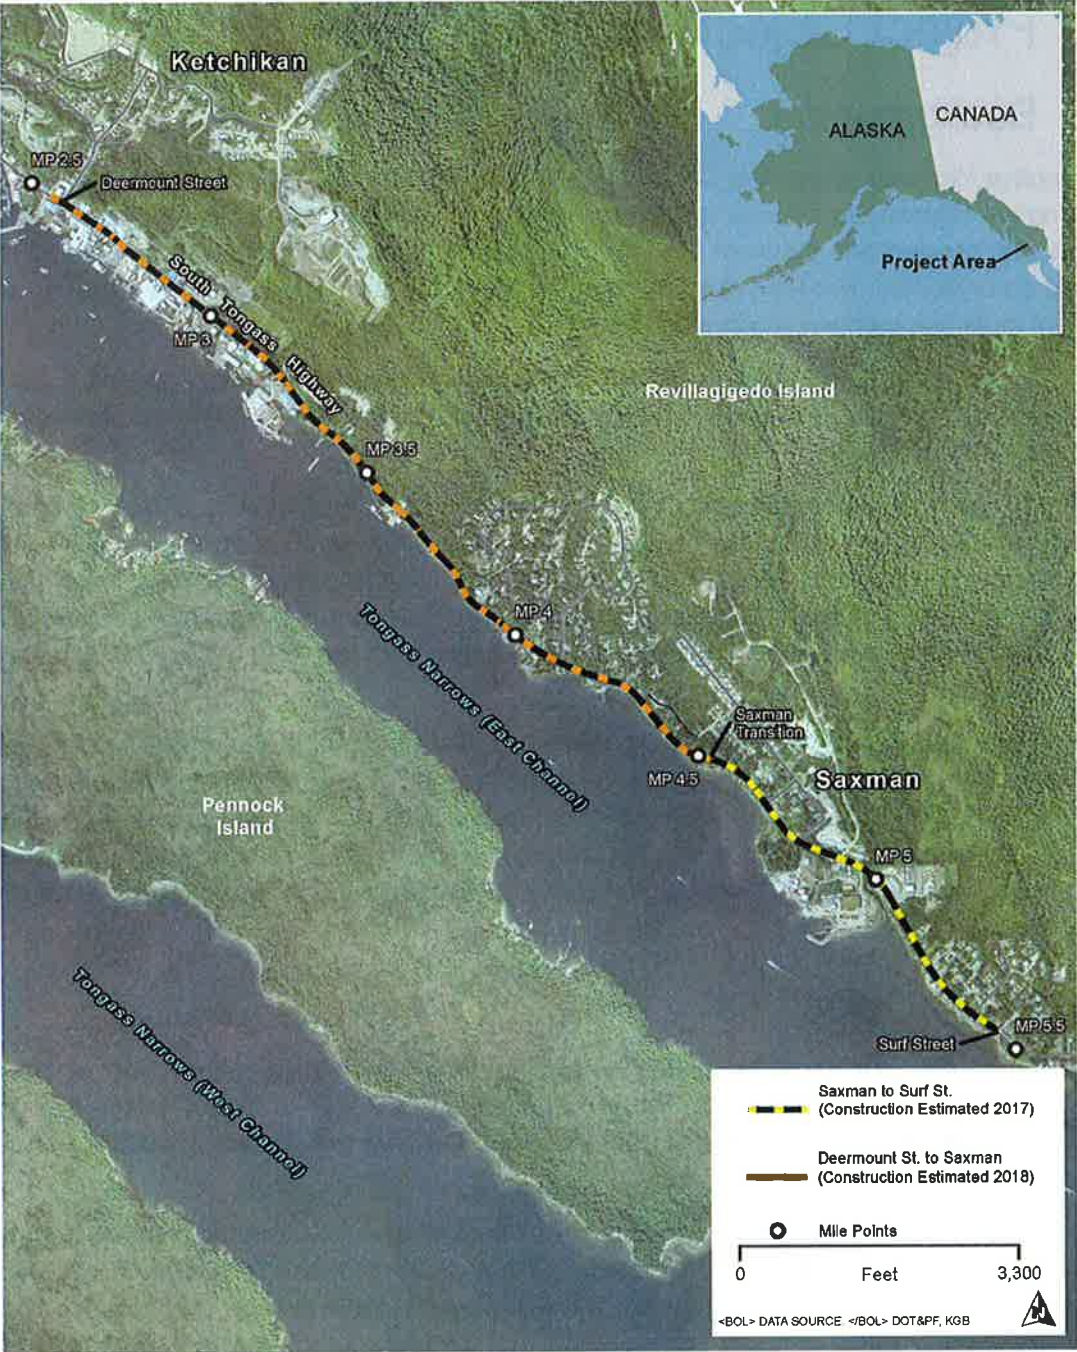 Ketchikan
ALASKA
CANADA
Project Area
MP 2.5
Deermount Street
South Tongass Highway
MP 3
Revillagigedo Island
MP 3.5
MP 4
Tongass Narrows (East Channel)
Saxman
Transition
MP 4.5
Saxman
Pennock
Island
MP 5
Tongass Narrows (West Channel)
MP 5.5
Surf Street
Saxman to Surf St.
(Construction Estimated 2017)
Deermount St. to Saxman
(Construction Estimated 2018)
Mile Points
0 Feet 3,300
N
<BOL> DATA SOURCE </BOL> DOT&PF, KGB